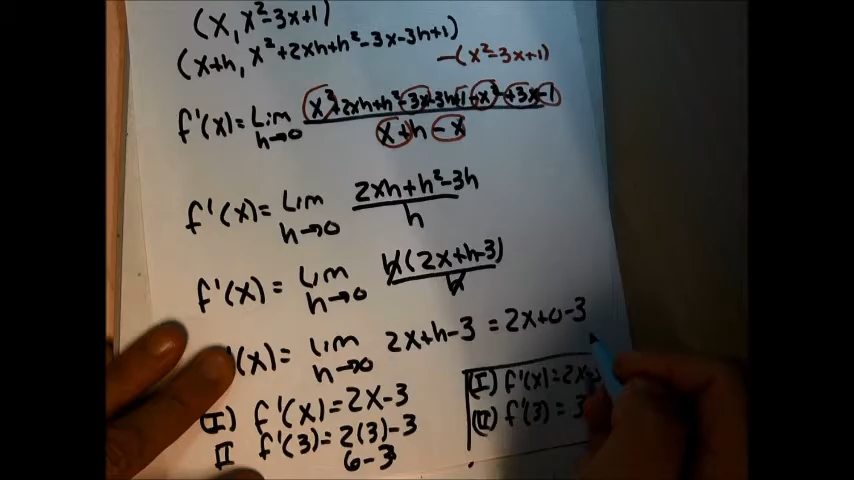 (x, x²-3x+1)
(x+h, x²+2xh+h²-3x-3h+1)
-(x²-3x+1)
f'(x)= Lim h→0 x²+2xh+h²-3x-3h+1-x²+3x-1 / x+h-x
f'(x)= Lim h→0 2xh+h²-3h / h
f'(x)= Lim h→0 h(2x+h-3) / h
'(x)= Lim h→0 2x+h-3 = 2x+0-3
(I) f'(x)=2x-3
II f'(3)=2(3)-3
6-3
(I) f'(x)=2x-
(II) f'(3)=3